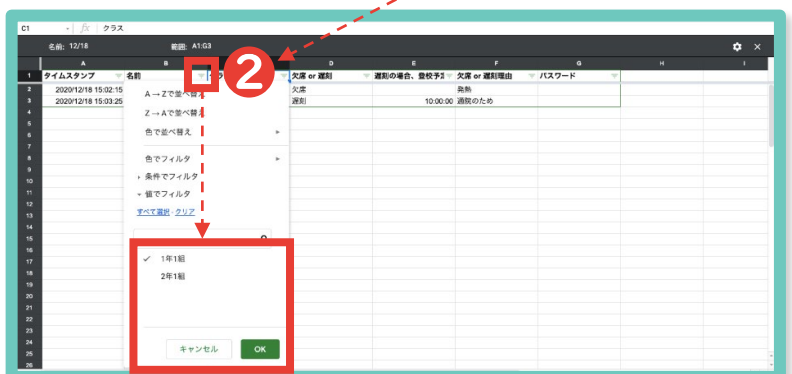 C1 fx クラス
名前: 12/18 範囲: A1:G3
A B D E F G H I
1 タイムスタンプ 名前 クラ 欠席 or 遅刻 遅刻の場合、登校予 欠席 or 遅刻理由 パスワード
2 2020/12/18 15:02:15 欠席 発熱
3 2020/12/18 15:03:25 遅刻 10:00:00 通院のため
2
4
5
6
7
8
9
10
11
12
13
14
15
16
17
18
19
20
21
22
23
24
25
26
A→Zで並べ替え
Z→Aで並べ替え
色で並べ替え
色でフィルタ
条件でフィルタ
値でフィルタ
すべて選択 - クリア
1年1組
2年1組
キャンセル OK